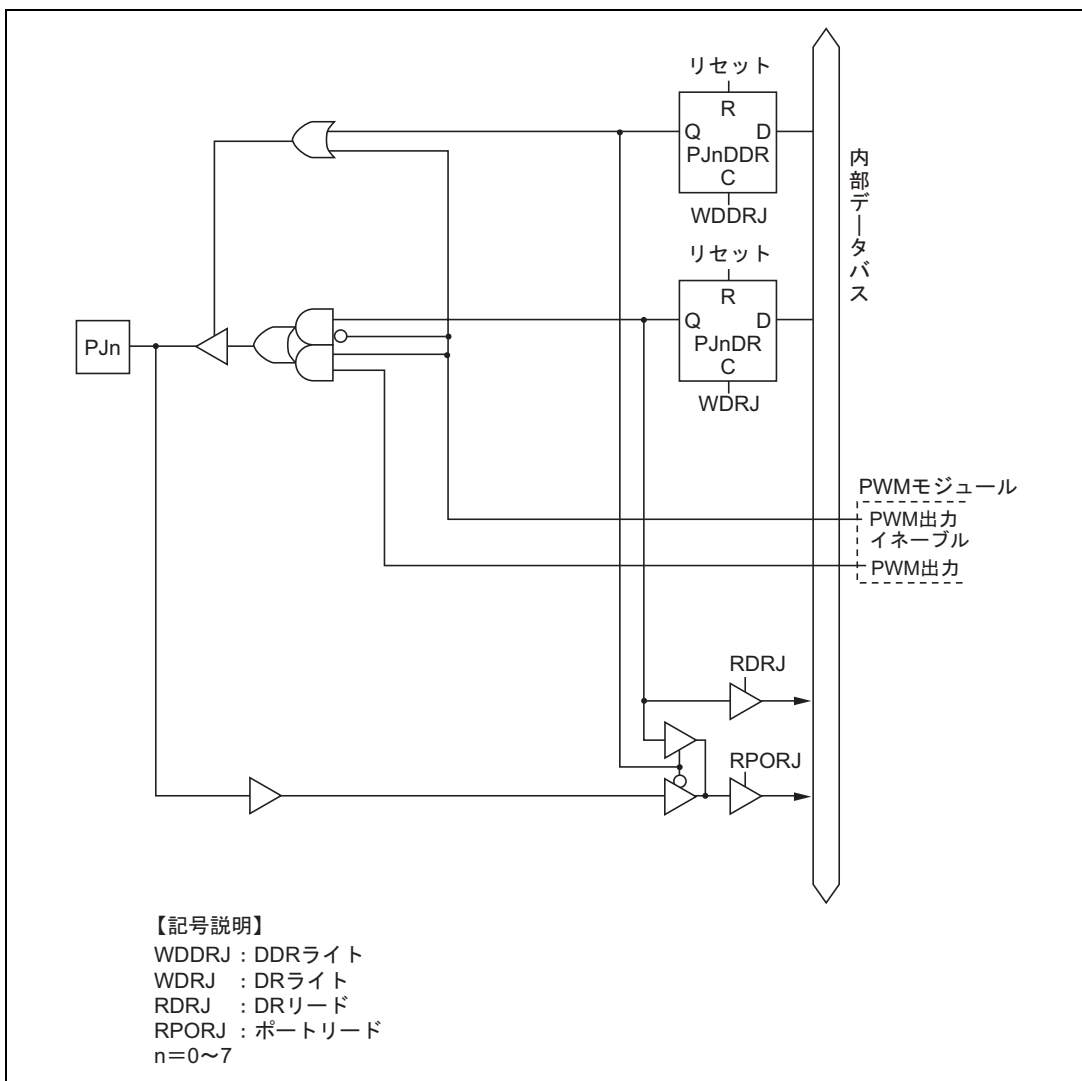 リセット
R
Q D
PJnDDR
C
WDDRJ
内部データバス
リセット
R
Q D
PJnDR
C
WDRJ
PJn
PWMモジュール
PWM出力
イネーブル
PWM出力
RDRJ
RPORJ
【記号説明】
WDDRJ：DDRライト
WDRJ ：DRライト
RDRJ ：DRリード
RPORJ ：ポートリード
n＝0～7